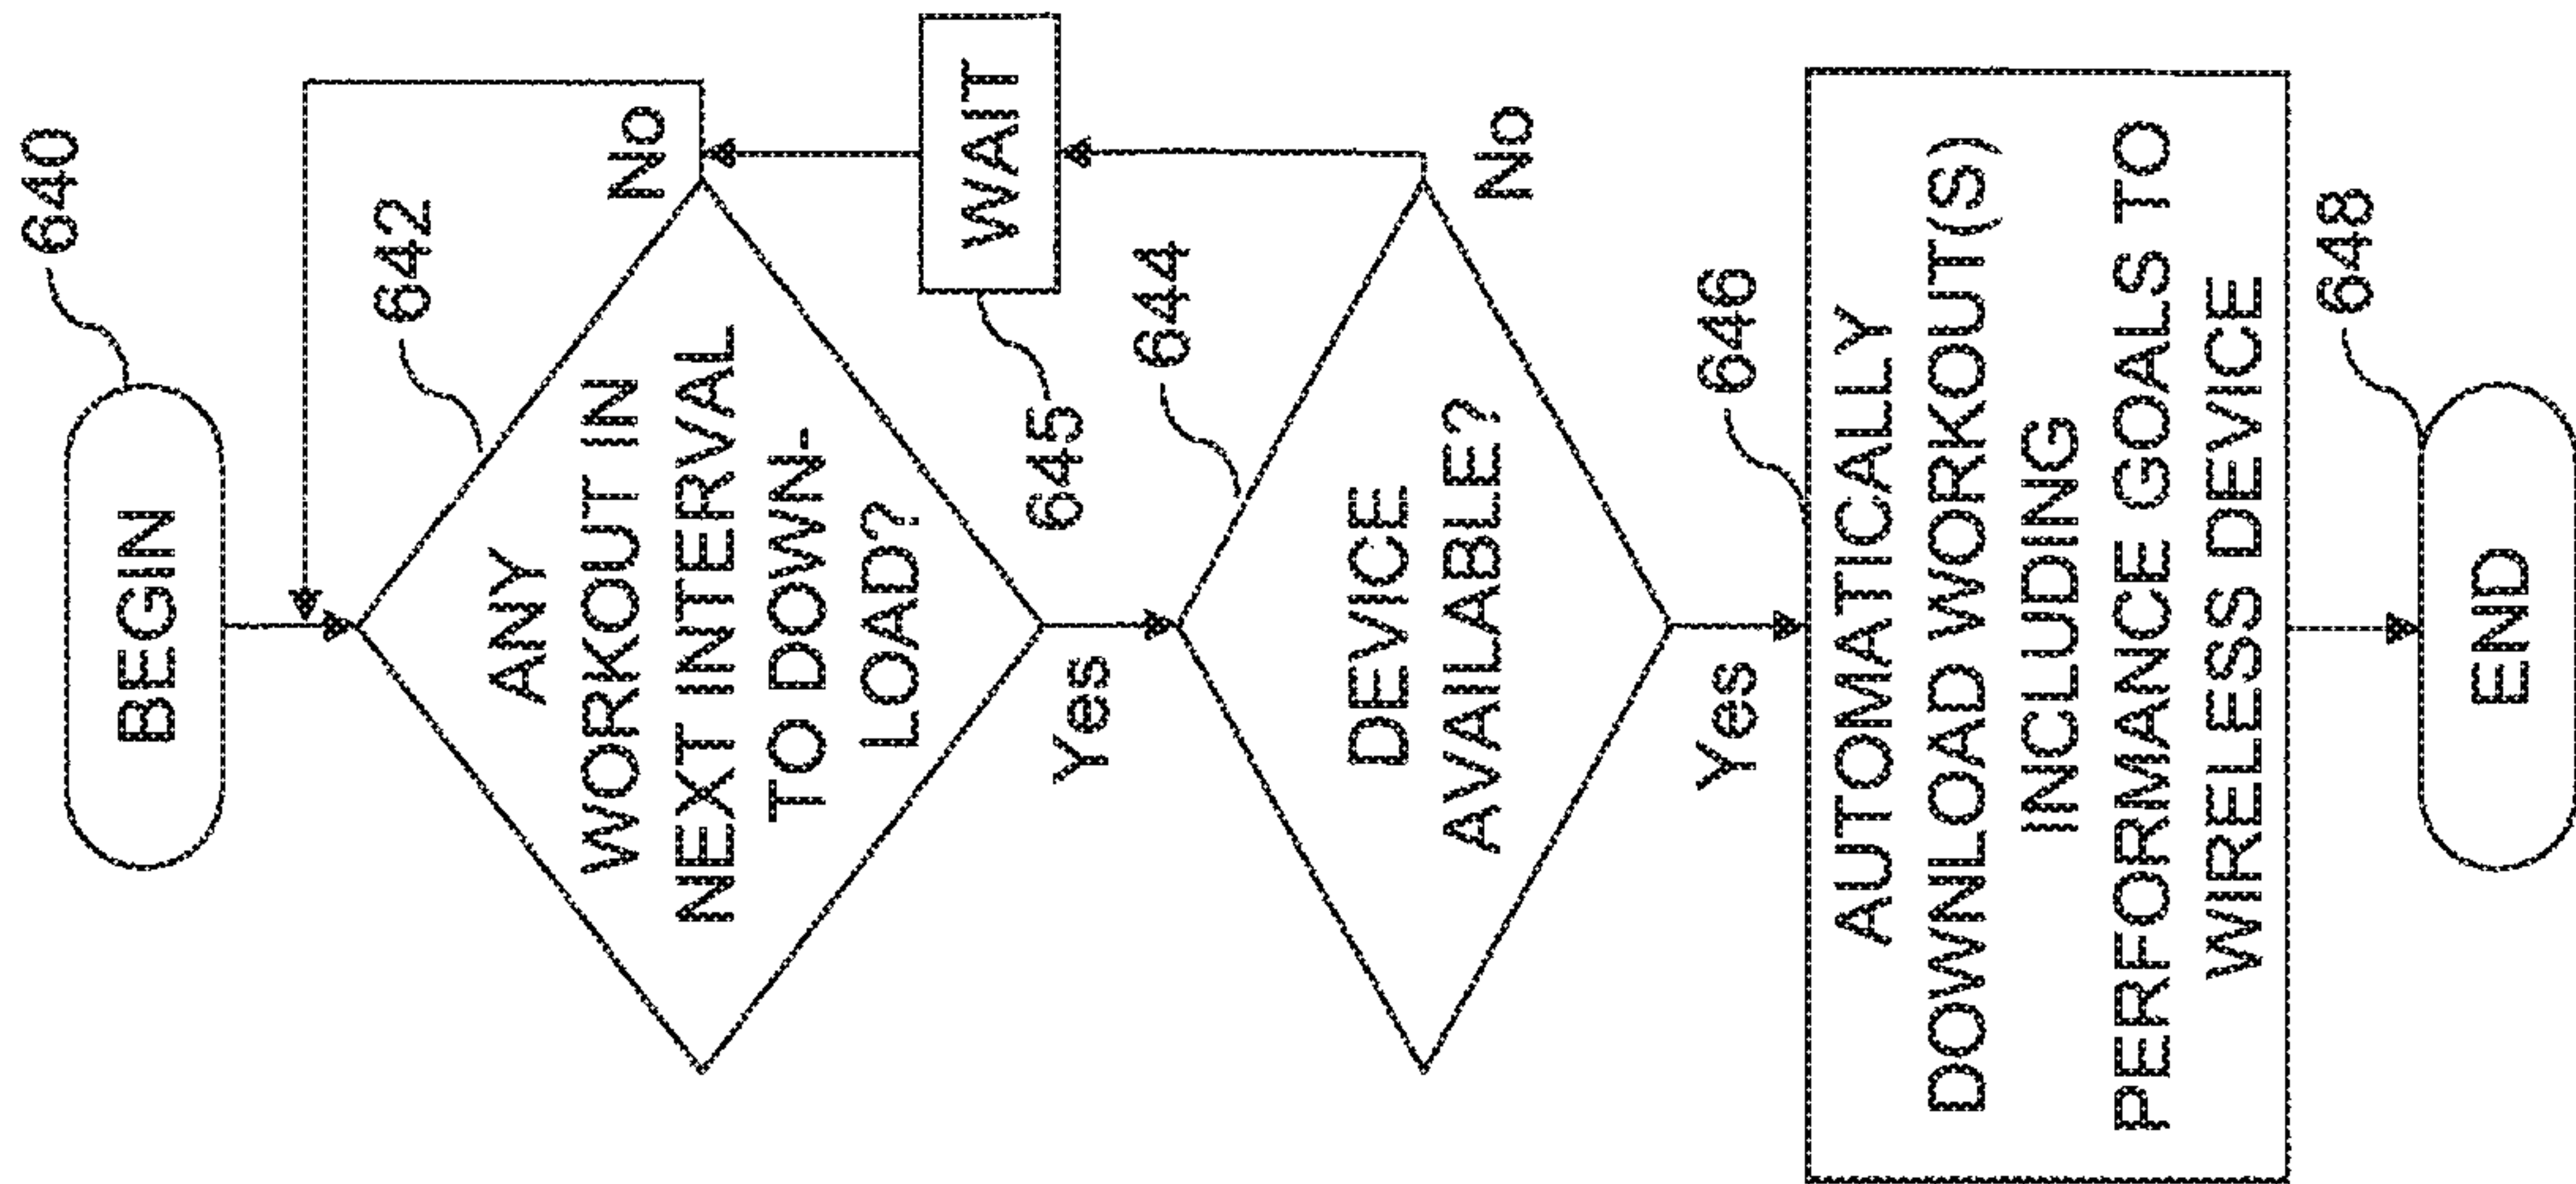 BEGIN
640
ANY
WORKOUT IN
NEXT INTERVAL
TO DOWN-
LOAD?
642
No
Yes
WAIT
645
DEVICE
AVAILABLE?
644
No
Yes
646
AUTOMATICALLY
DOWNLOAD WORKOUT(S)
INCLUDING
PERFORMANCE GOALS TO
WIRELESS DEVICE
END
648